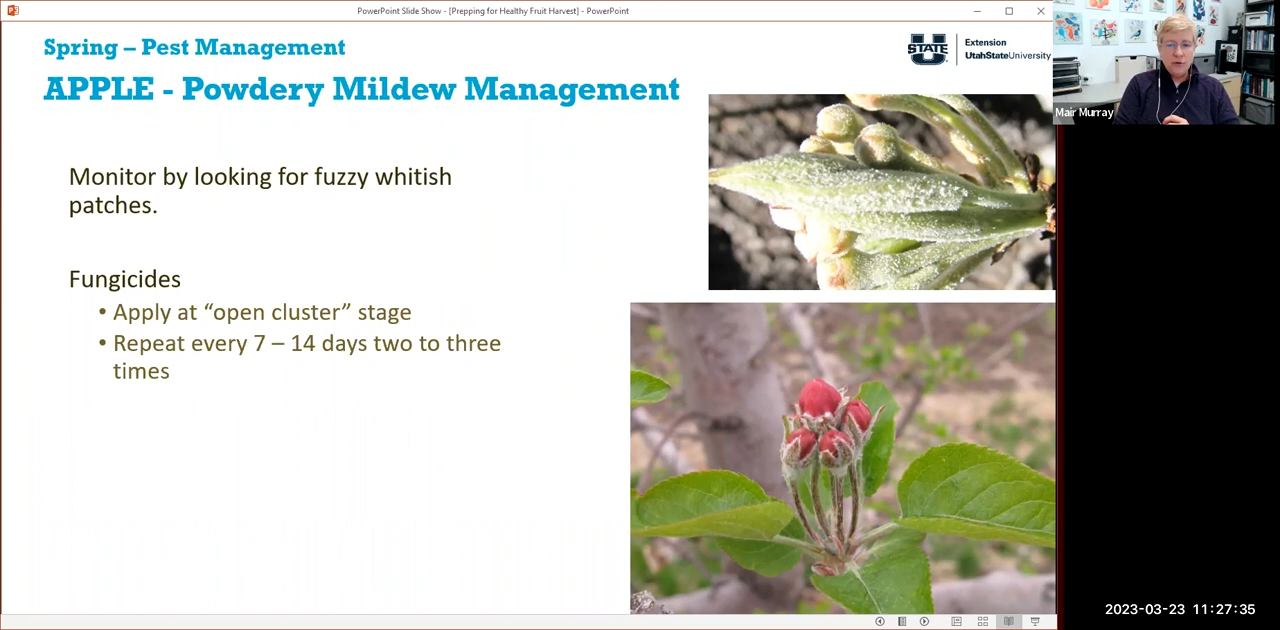 PowerPoint Slide Show - [Prepping for Healthy Fruit Harvest] - PowerPoint
Spring – Pest Management
APPLE - Powdery Mildew Management
U STATE
Extension
UtahStateUniversity
Mair Murray
Monitor by looking for fuzzy whitish
patches.
Fungicides
• Apply at “open cluster” stage
• Repeat every 7 – 14 days two to three
times
2023-03-23 11:27:35